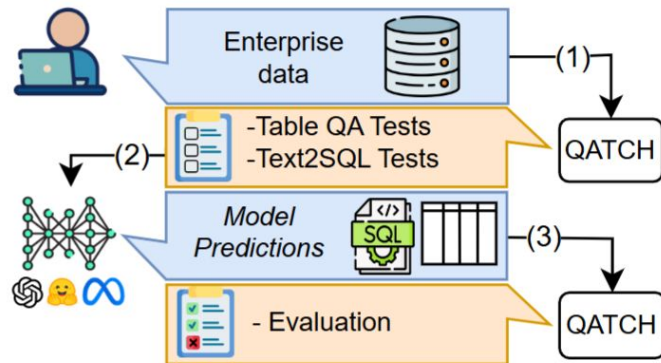 Enterprise
data
(1)
-Table QA Tests
-Text2SQL Tests
QATCH
(2)
Model
Predictions
</>
SQL
(3)
- Evaluation
QATCH